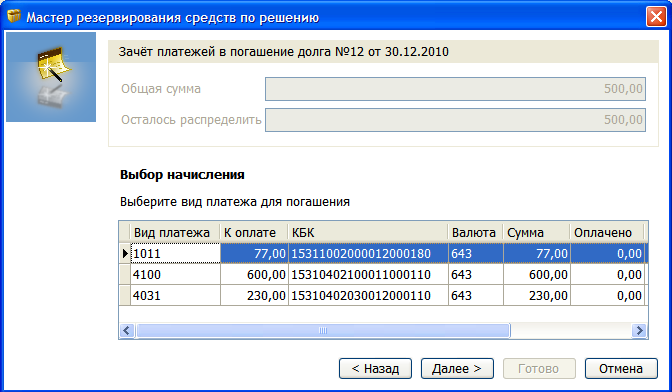 Мастер резервирования средств по решению
Зачёт платежей в погашение долга №12 от 30.12.2010
Общая сумма 500,00
Осталось распределить 500,00
Выбор начисления
Выберите вид платежа для погашения
Вид платежа К оплате КБК Валюта Сумма Оплачено
1011 77,00 15311002000012000180 643 77,00 0,00
4100 600,00 15310402100011000110 643 600,00 0,00
4031 230,00 15310402030012000110 643 230,00 0,00
< Назад Далее > Готово Отмена